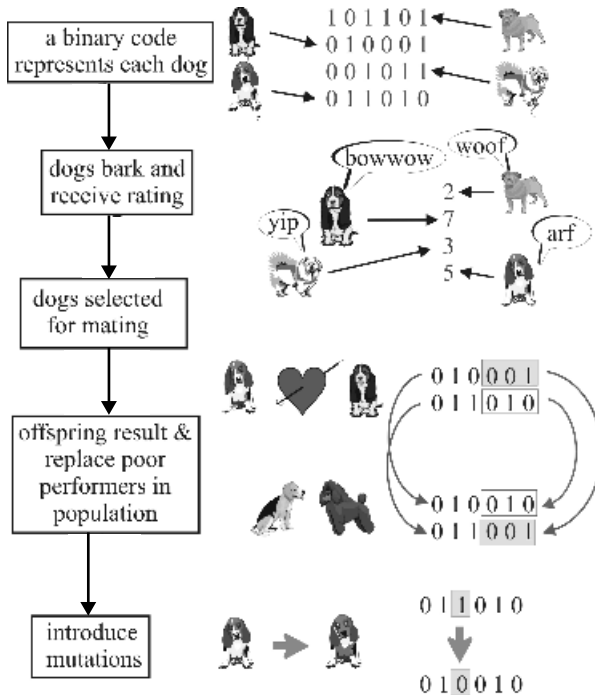 a binary code
represents each dog
1 0 1 1 0 1
0 1 0 0 0 1
0 0 1 0 1 1
0 1 1 0 1 0
dogs bark and
receive rating
bowwow
woof
yip
arf
2
7
3
5
dogs selected
for mating
0 1 0 0 0 1
0 1 1 0 1 0
offspring result &
replace poor
performers in
population
0 1 0 0 1 0
0 1 1 0 0 1
introduce
mutations
0 1 1 0 1 0
0 1 0 0 1 0